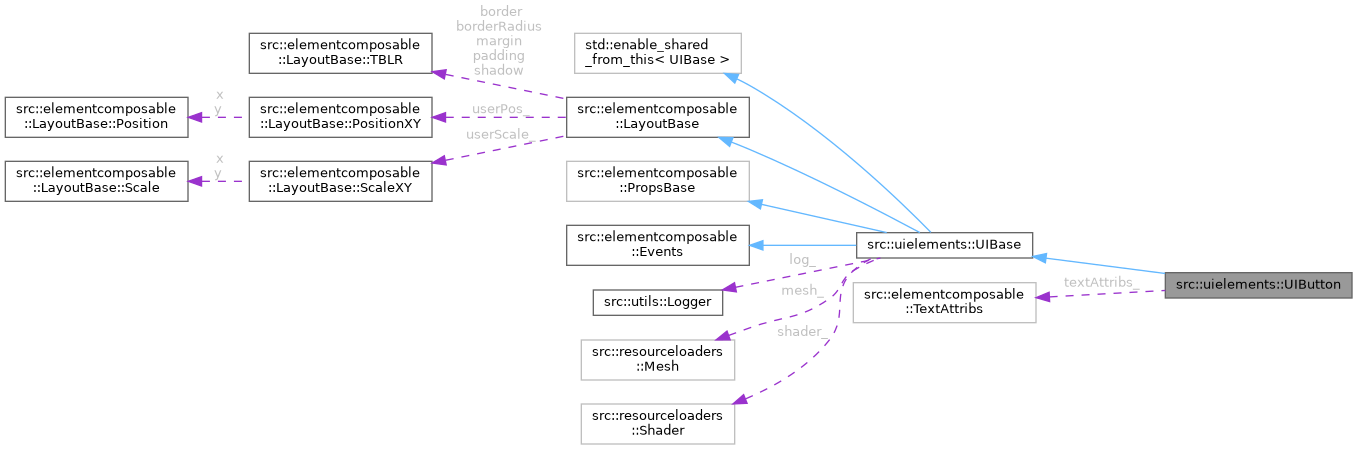 border
borderRadius
margin
padding
shadow
src::elementcomposable
::LayoutBase::TBLR
std::enable_shared
_from_this< UIBase >
x
y
src::elementcomposable
::LayoutBase::Position
src::elementcomposable
::LayoutBase::PositionXY
userPos_
src::elementcomposable
::LayoutBase
userScale_
x
y
src::elementcomposable
::LayoutBase::Scale
src::elementcomposable
::LayoutBase::ScaleXY
src::elementcomposable
::PropsBase
src::elementcomposable
::Events
src::uielements::UIBase
log_
src::utils::Logger
mesh_
src::elementcomposable
::TextAttribs
textAttribs_
src::uielements::UIButton
shader_
src::resourceloaders
::Mesh
src::resourceloaders
::Shader